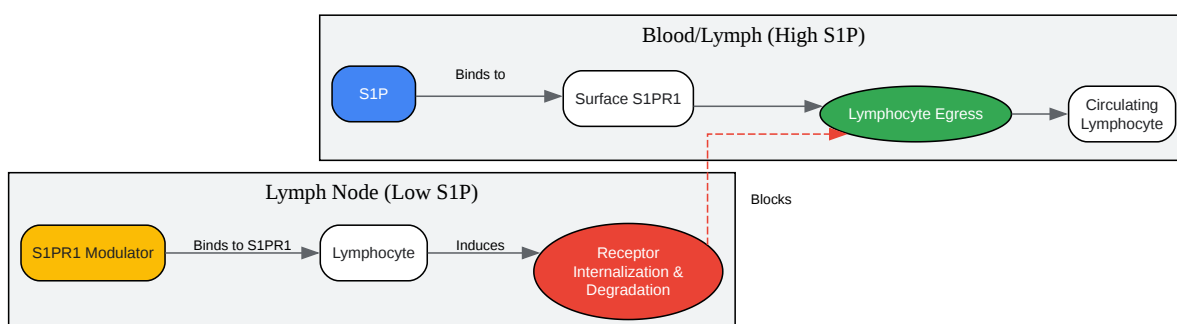 Blood/Lymph (High S1P)
S1P
Binds to
Surface S1PR1
Lymphocyte Egress
Circulating
Lymphocyte
Lymph Node (Low S1P)
S1PR1 Modulator
Binds to S1PR1
Lymphocyte
Induces
Receptor
Internalization &
Degradation
Blocks